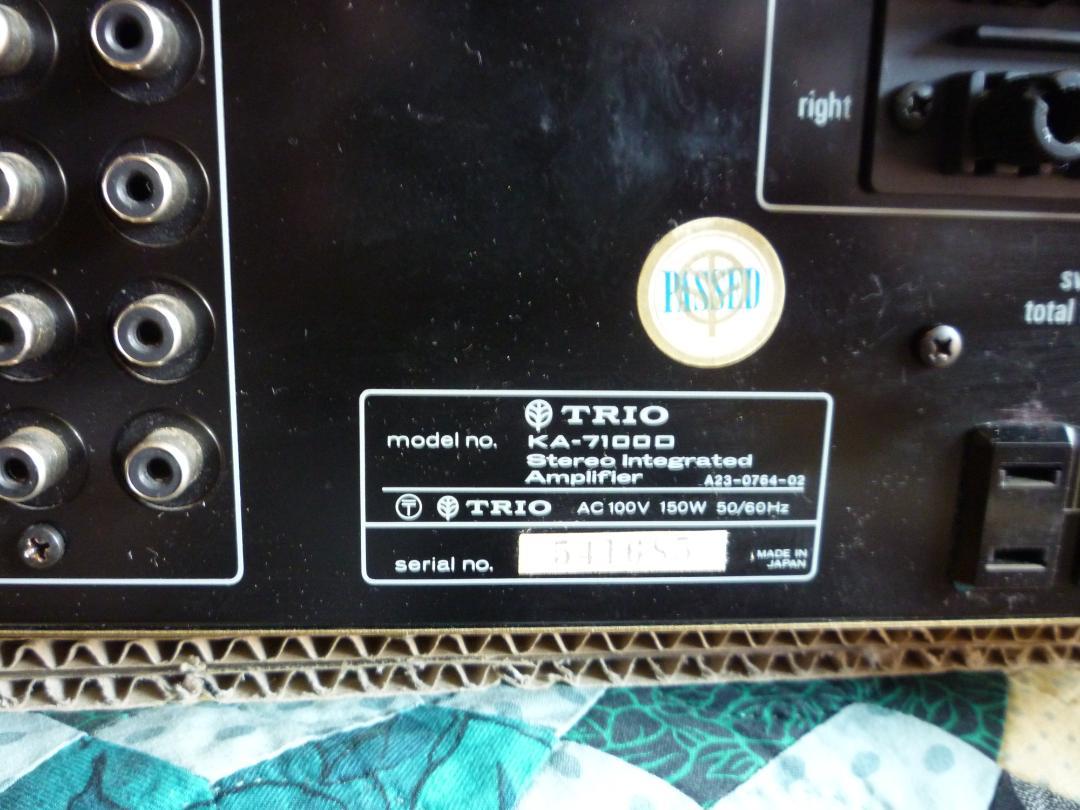 right
PASSED
total
TRIO
model no. KA-7100D
Stereo Integrated
Amplifier A23-0764-02
TRIO AC 100V 150W 50/60Hz
serial no. 541685
MADE IN
JAPAN